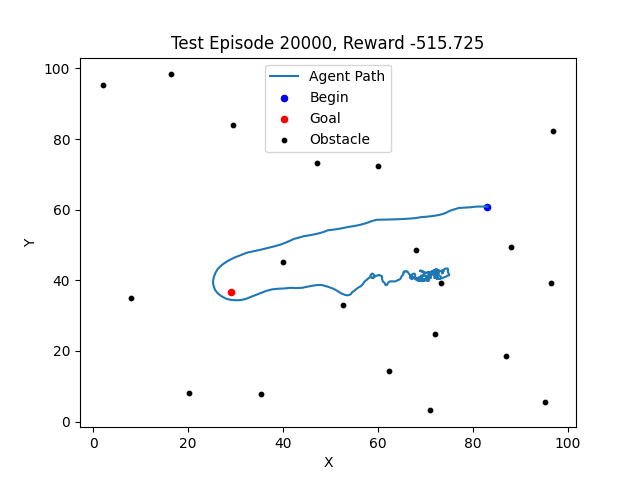 Test Episode 20000, Reward -515.725
Agent Path
Begin
Goal
Obstacle
100
80
60
40
20
0
Y
0 20 40 60 80 100
X